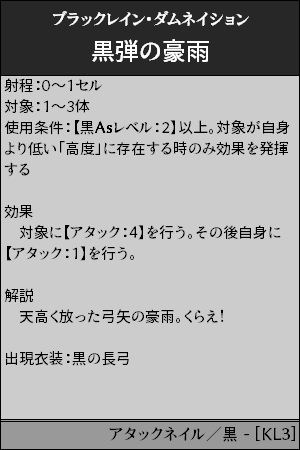 ブラックレイン・ダムネイション
黒弾の豪雨
射程：0～1セル
対象：1～3体
使用条件：【黒Asレベル：2】以上。対象が自身
より低い「高度」に存在する時のみ効果を発揮
する
効果
　対象に【アタック：4】を行う。その後自身に
【アタック：1】を行う。
解説
　天高く放った弓矢の豪雨。くらえ！
出現衣装：黒の長弓
アタックネイル／黒 - [KL3]